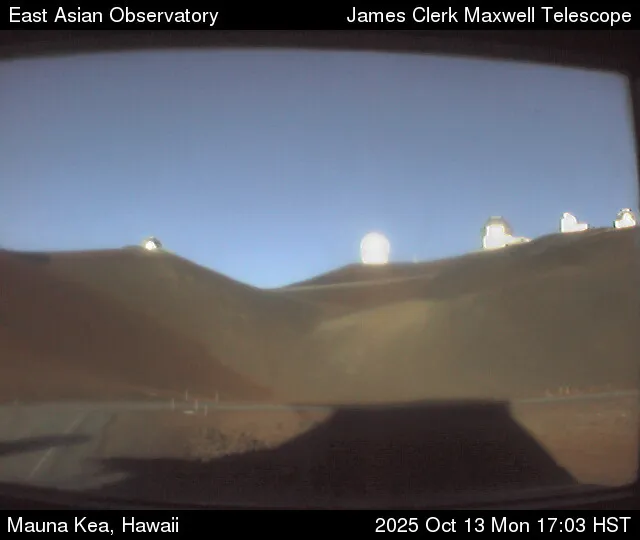 East Asian Observatory
James Clerk Maxwell Telescope
Mauna Kea, Hawaii
2025 Oct 13 Mon 17:03 HST